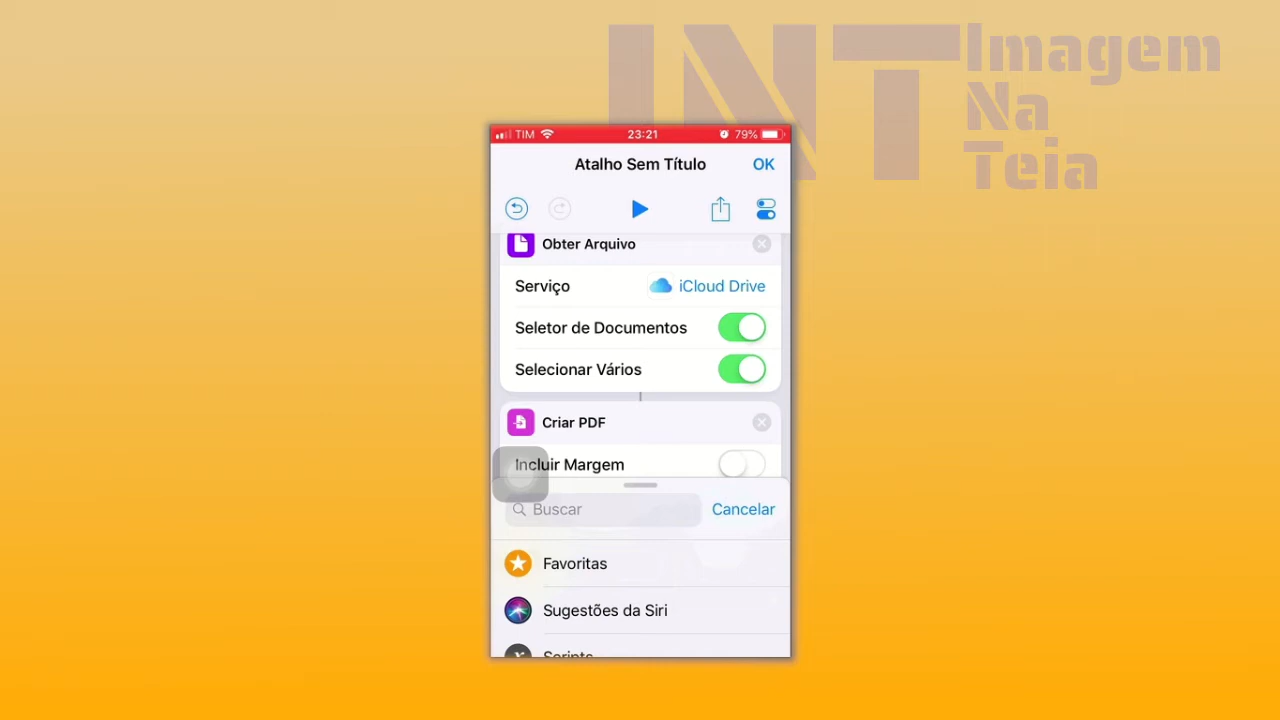 INT
Imagem
Na
Teia
TIM 23:21 79%
Atalho Sem Título OK
Obter Arquivo
Serviço iCloud Drive
Seletor de Documentos
Selecionar Vários
Criar PDF
Incluir Margem
Buscar Cancelar
Favoritas
Sugestões da Siri
Scripts